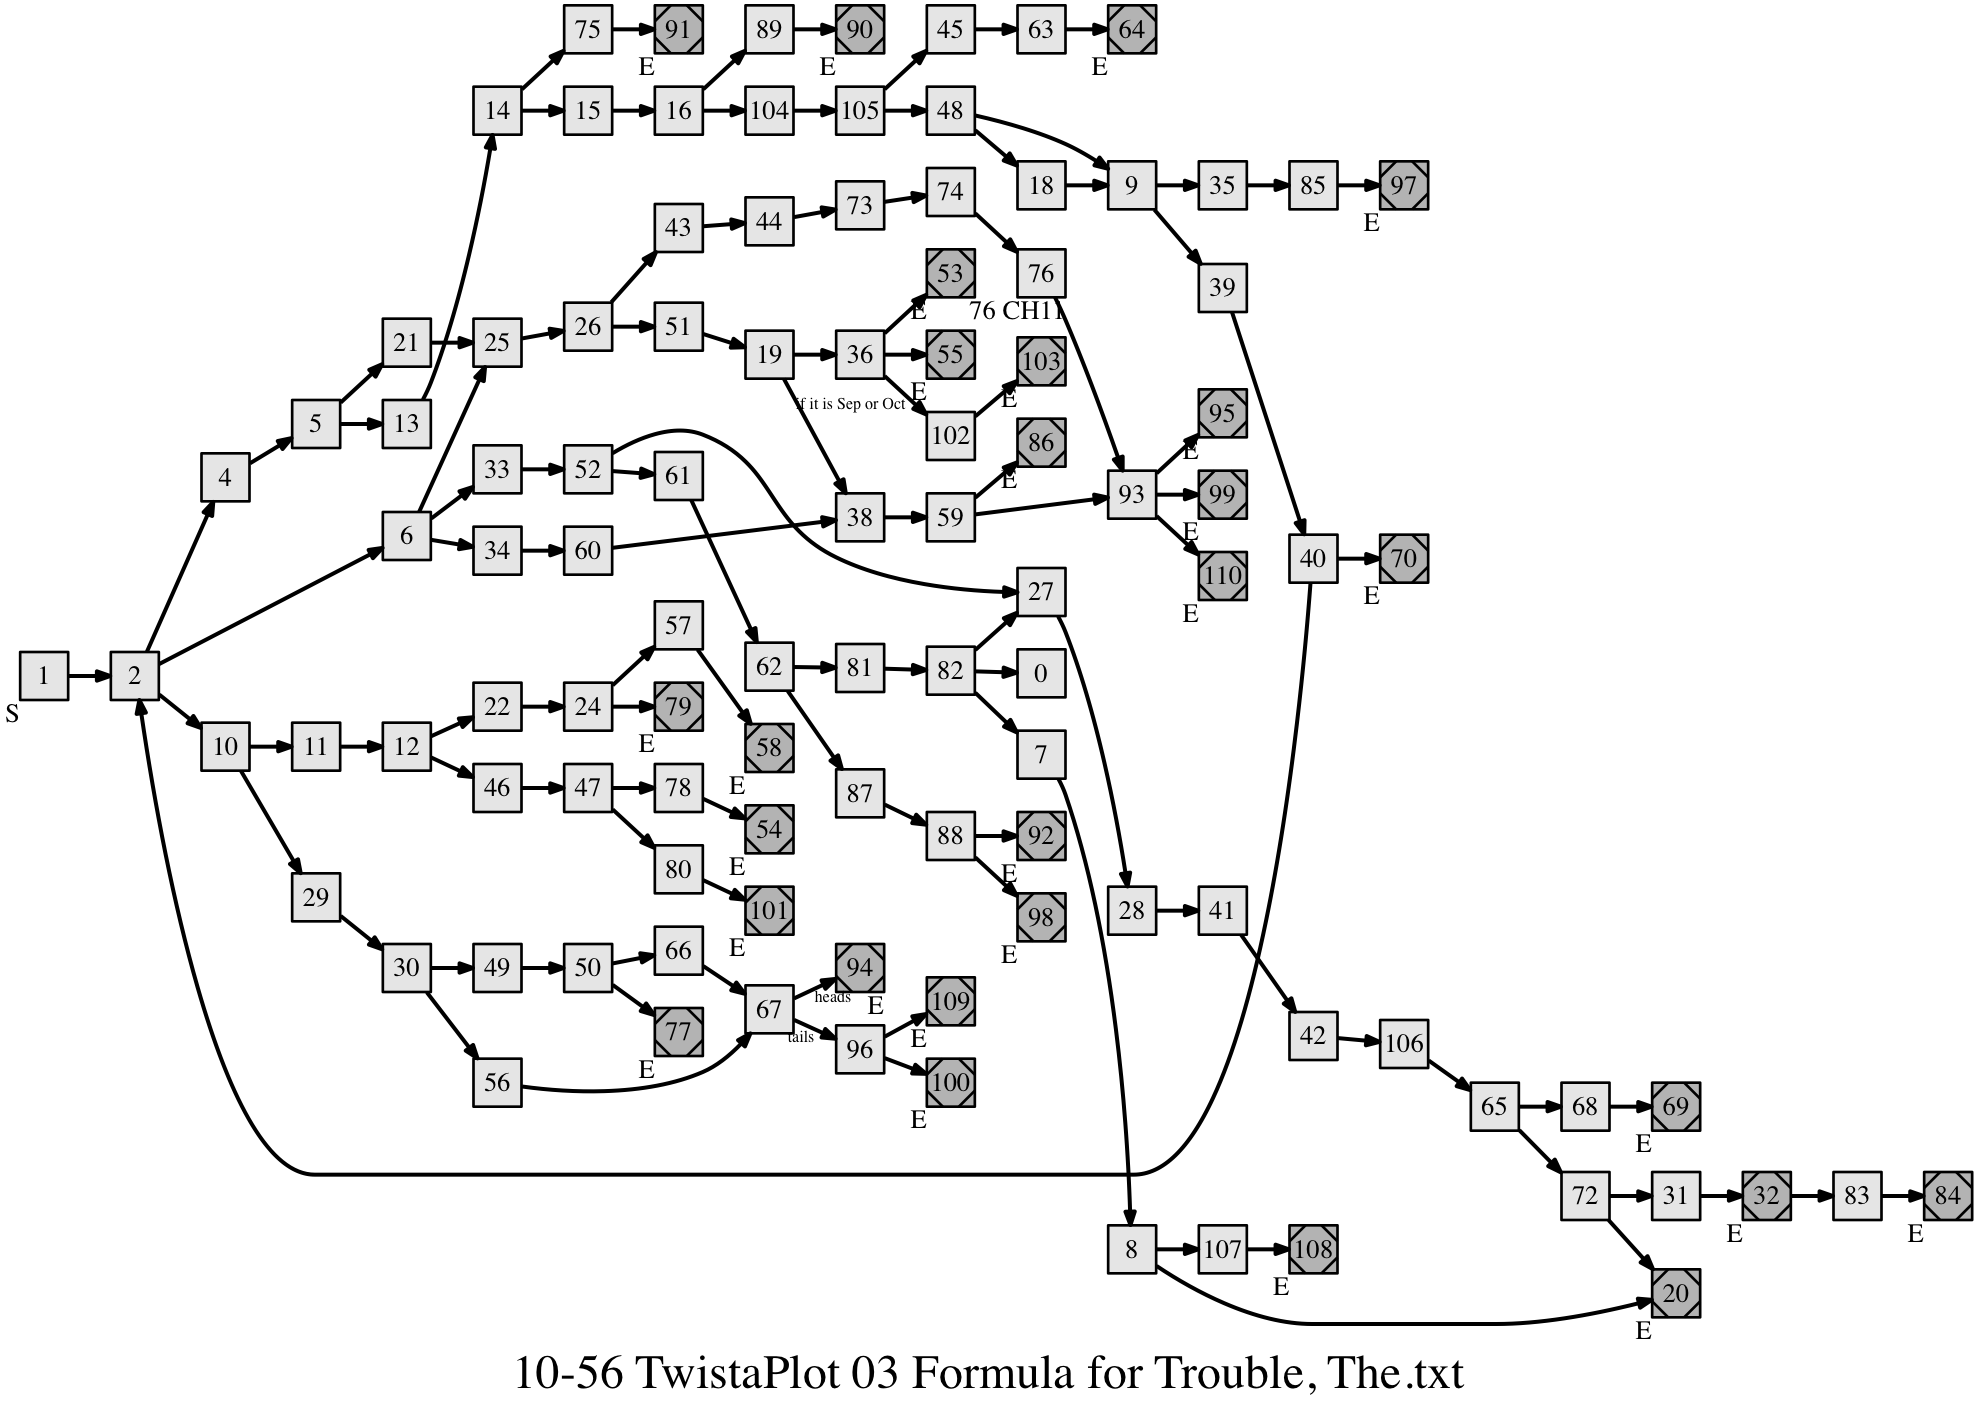 75 91 89 90 45 63 64
E E E
14 15 16 104 105 48
18 9 35 85 97
E
43 44 73 74
53 76
E 76 CH11
39
21 25 26 51 19 36 55 103
E E
if it is Sep or Oct
5 13 102 95
E
4 33 52 61 86
E
6 34 60 38 59 93 99
E
110
E
40 70
E
27
57
1 2 62 81 82 0
S
22 24 79 7
E
10 11 12 58
E
46 47 78 54
E
87 88 92
E
80 101
E
29 98
E
28 41
30 49 50 66 94
heads E
67 109
E
tails
77
E
96 100
E
56
42 106
65 68 69
E
72 31 32 83 84
E E
8 107 108
E
20
E
10-56 TwistaPlot 03 Formula for Trouble, The.txt